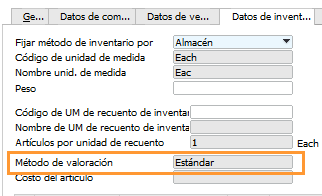 Ge... Datos de com... Datos de ve... Datos de invent...
Fijar método de inventario por Almacén
Código de unidad de medida Each
Nombre unid. de medida Eac
Peso
Código de UM de recuento de inventar
Nombre de UM de recuento de inventa
Artículos por unidad de recuento 1 Each
Método de valoración Estándar
Costo del artículo